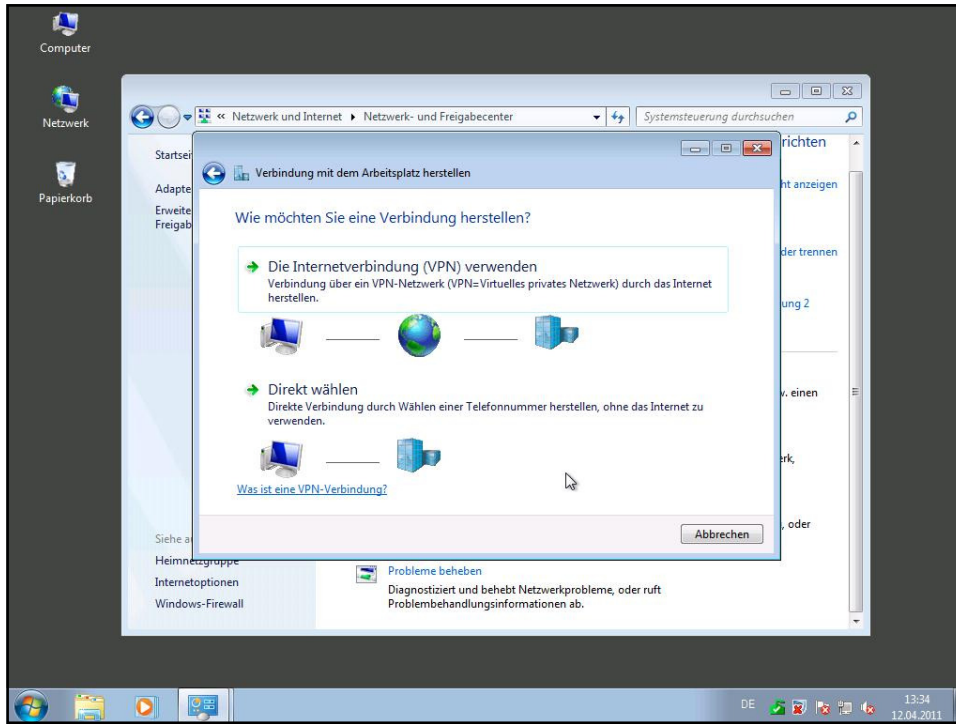 Computer
Netzwerk
Papierkorb
« Netzwerk und Internet ▸ Netzwerk- und Freigabecenter
Systemsteuerung durchsuchen
Startsei
Adapte
Erweite
Freigab
richten
ht anzeigen
der trennen
ung 2
v. einen
erk,
, oder
Verbindung mit dem Arbeitsplatz herstellen
Wie möchten Sie eine Verbindung herstellen?
Die Internetverbindung (VPN) verwenden
Verbindung über ein VPN-Netzwerk (VPN=Virtuelles privates Netzwerk) durch das Internet
herstellen.
Direkt wählen
Direkte Verbindung durch Wählen einer Telefonnummer herstellen, ohne das Internet zu
verwenden.
Was ist eine VPN-Verbindung?
Abbrechen
Siehe au
Heimnetzgruppe
Internetoptionen
Windows-Firewall
Probleme beheben
Diagnostiziert und behebt Netzwerkprobleme, oder ruft
Problembehandlungsinformationen ab.
DE
13:34
12.04.2011